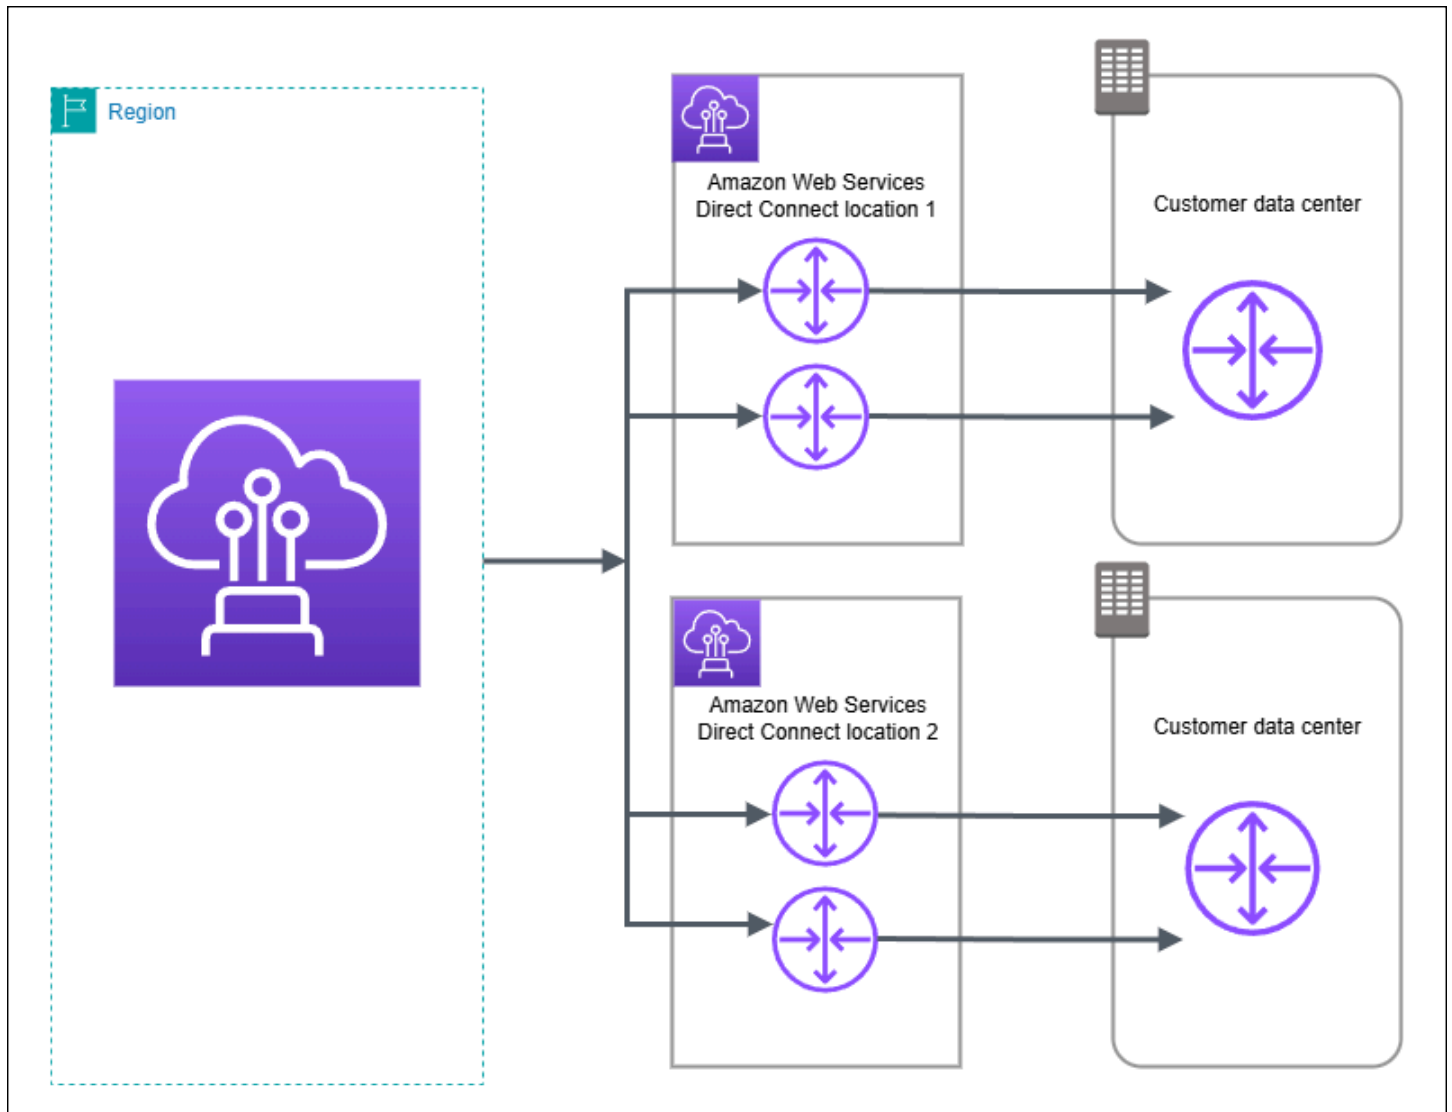 Region
Amazon Web Services
Direct Connect location 1
Customer data center
Amazon Web Services
Direct Connect location 2
Customer data center